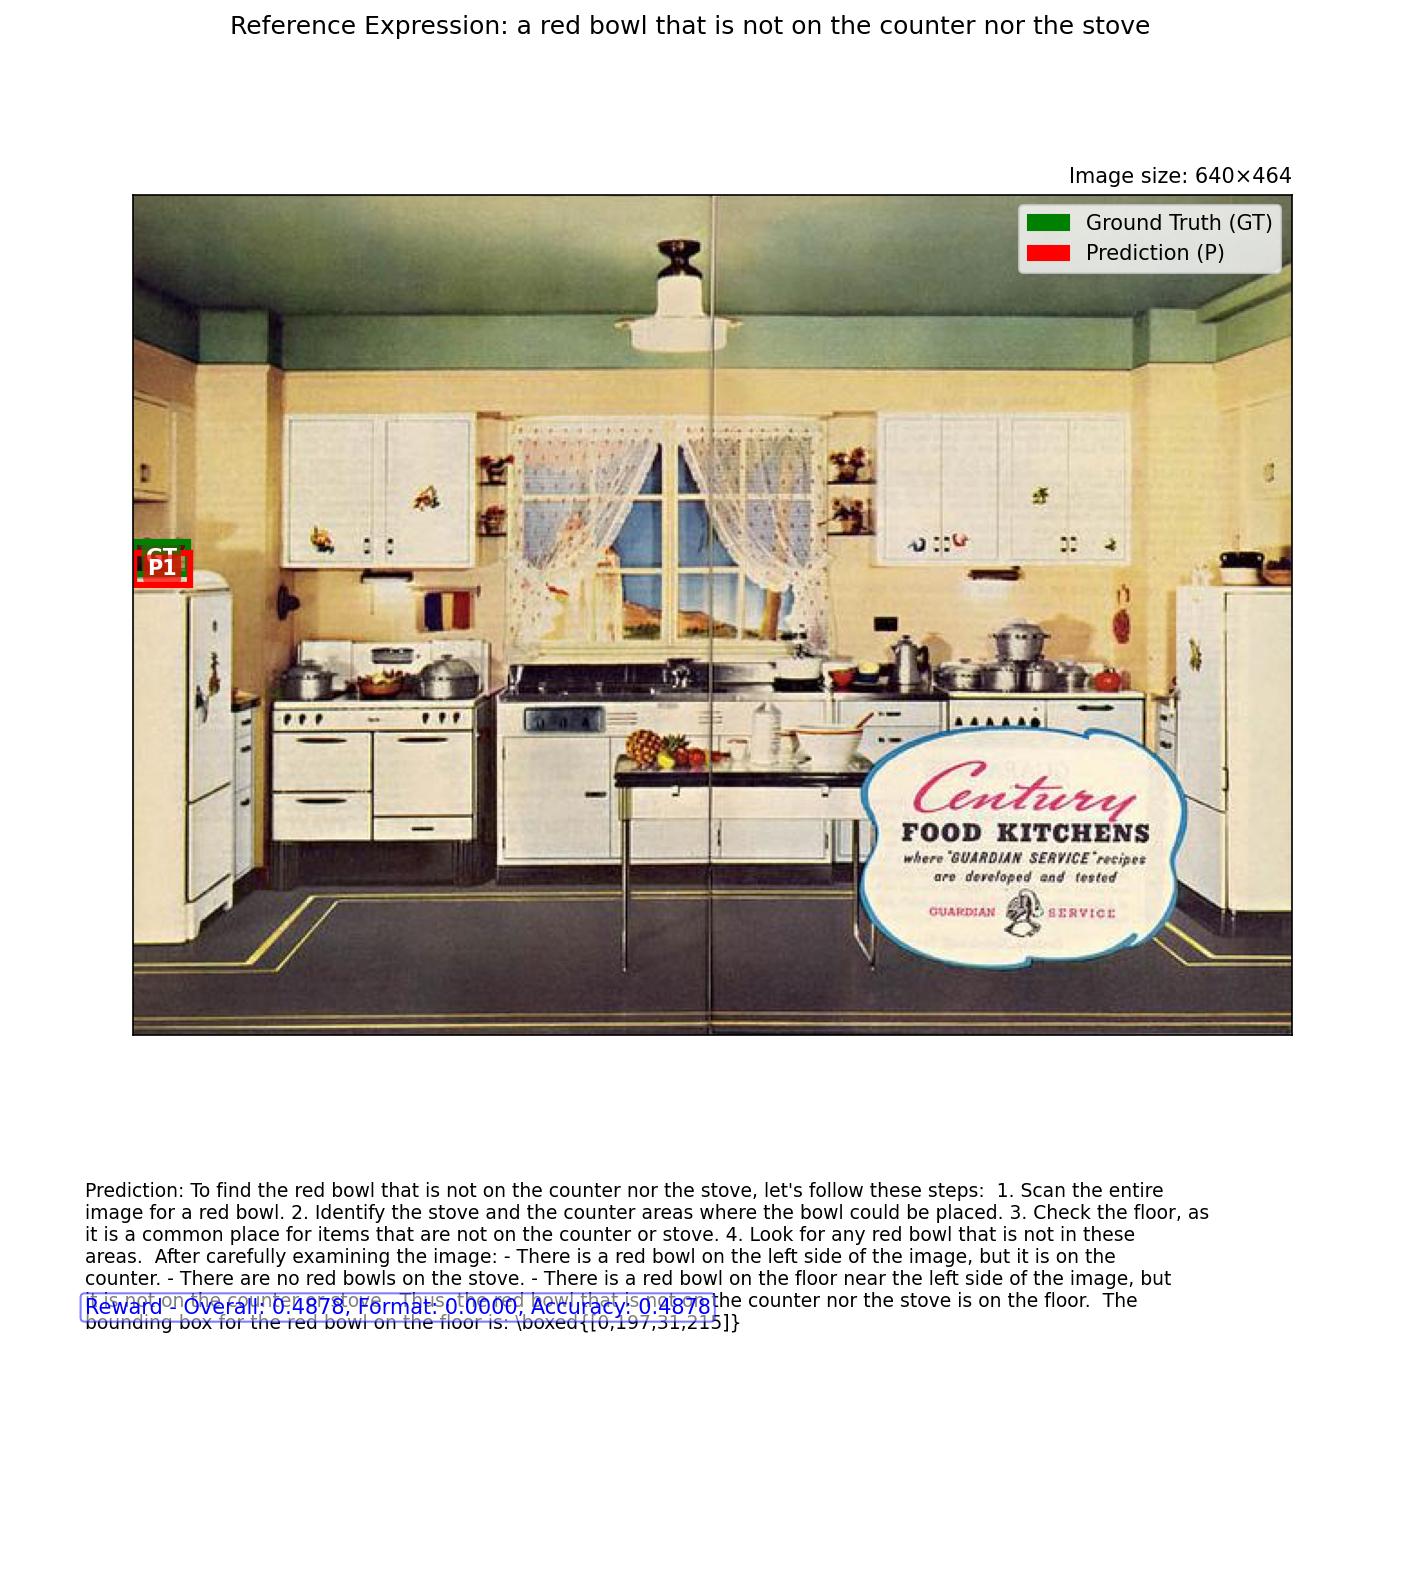 Reference Expression: a red bowl that is not on the counter nor the stove
Image size: 640×464
Ground Truth (GT)
Prediction (P)
GT
P1
Century
FOOD KITCHENS
where "GUARDIAN SERVICE" recipes
are developed and tested
GUARDIAN SERVICE
Prediction: To find the red bowl that is not on the counter nor the stove, let's follow these steps:  1. Scan the entire
image for a red bowl. 2. Identify the stove and the counter areas where the bowl could be placed. 3. Check the floor, as
it is a common place for items that are not on the counter or stove. 4. Look for any red bowl that is not in these
areas.  After carefully examining the image: - There is a red bowl on the left side of the image, but it is on the
counter. - There are no red bowls on the stove. - There is a red bowl on the floor near the left side of the image, but
it is not on the counter or stove.  Thus, the red bowl that is not on the counter nor the stove is on the floor.  The
Reward - Overall: 0.4878, Format: 0.0000, Accuracy: 0.4878
bounding box for the red bowl on the floor is: \boxed{[0,197,31,215]}